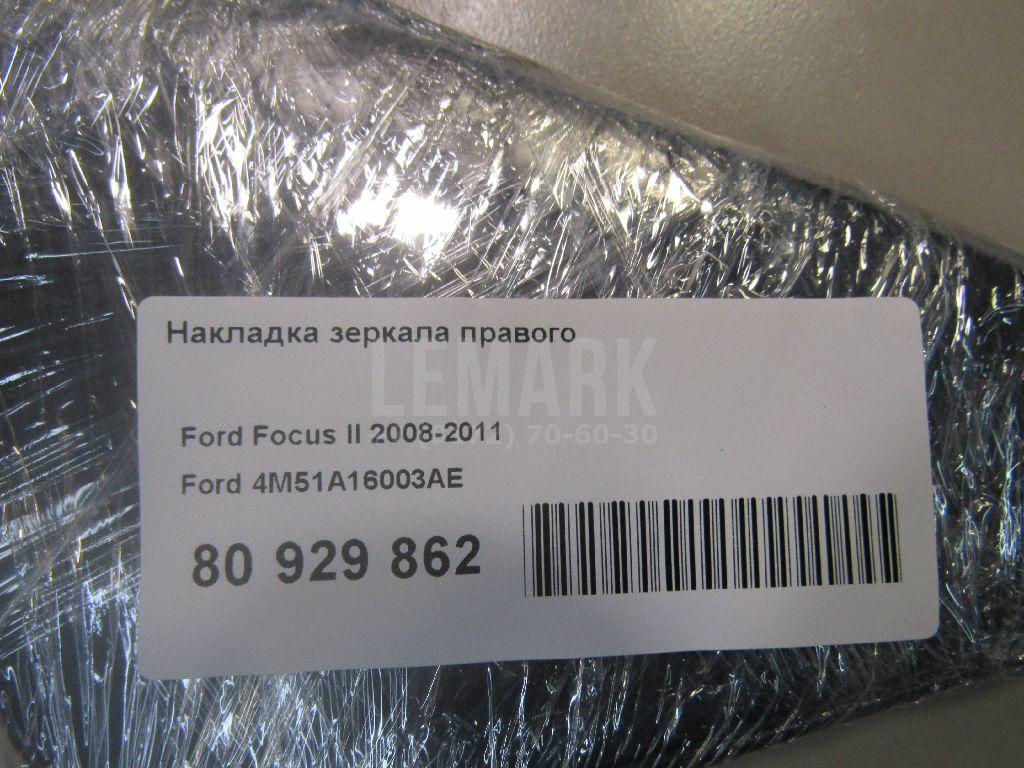 Накладка зеркала правого
LEMARK
Ford Focus II 2008-2011
) 70-60-30
Ford 4M51A16003AE
80 929 862